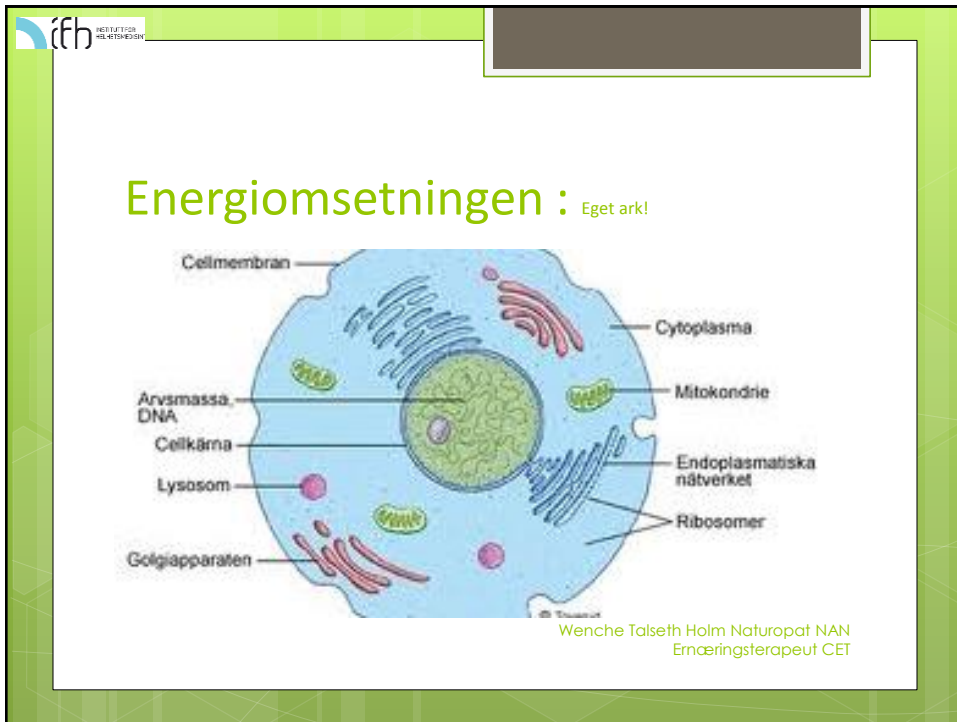 ifh INSTITUTT FOR
HELHETSMEDISIN
Energiomsetningen : Eget ark!
Cellmembran
Cytoplasma
Mitokondrie
Arvsmassa,
DNA
Cellkärna
Endoplasmatiska
nätverket
Lysosom
Ribosomer
Golgiapparaten
©
Wenche Talseth Holm Naturopat NAN
Ernæringsterapeut CET